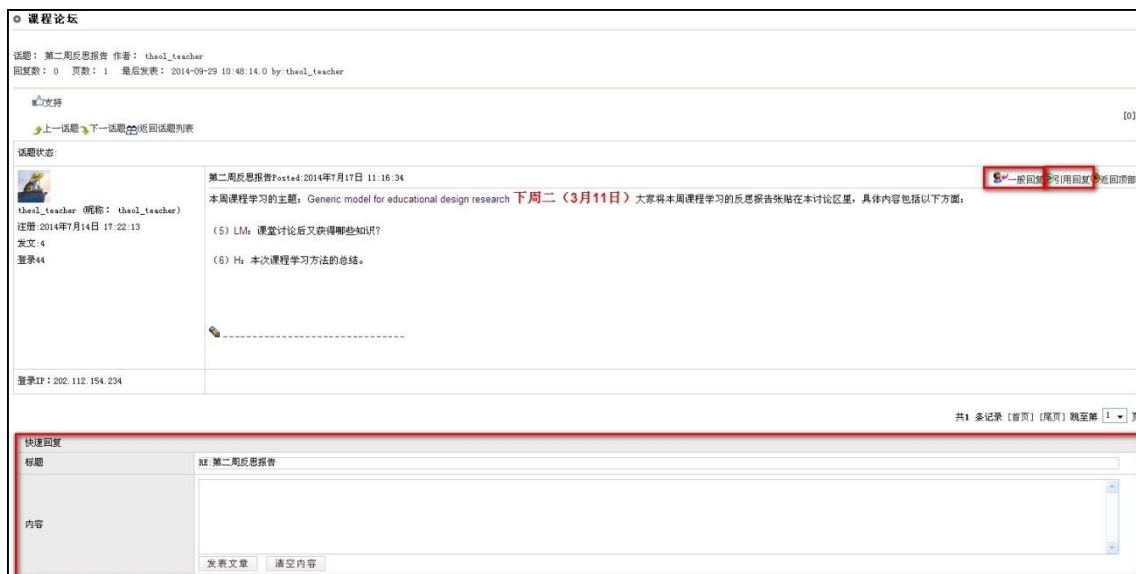 课程论坛
话题： 第二周反思报告 作者： theol_teacher
回复数： 0 页数： 1 最后发表： 2014-09-29 10:48:14.0 by:theol_teacher
支持
[0]
上一话题 下一话题 返回话题列表
话题状态:
第二周反思报告Posted:2014年7月17日 11:16:34 一般回复 引用回复 返回顶部
theol_teacher (昵称： theol_teacher)
注册:2014年7月14日 17:22:13
发文:4
登录44
本周课程学习的主题：Generic model for educational design research 下周二（3月11日）大家将本周课程学习的反思报告张贴在本讨论区里，具体内容包括以下方面：
（5）LM：课堂讨论后又获得哪些知识?
（6）H：本次课程学习方法的总结。
登录IP：202.112.154.234
共1 条记录 [首页] [尾页] 跳至第 1 页
快速回复
标题 RE:第二周反思报告
内容
发表文章 清空内容